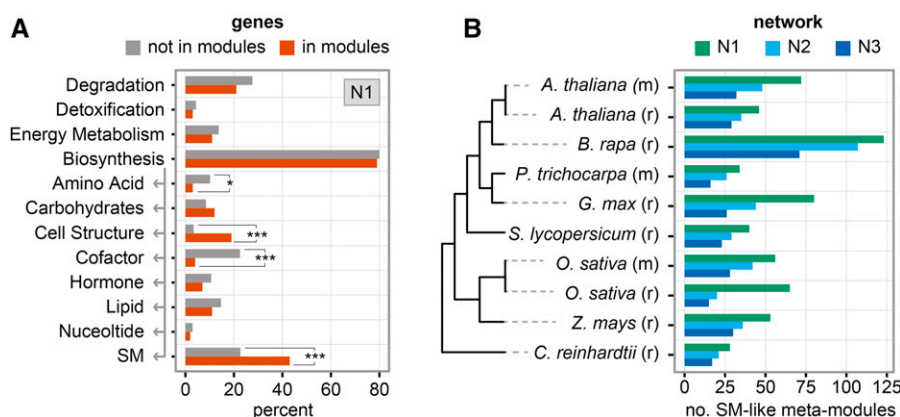 A
genes
not in modules
in modules
N1
Degradation
Detoxification
Energy Metabolism
Biosynthesis
Amino Acid
Carbohydrates
Cell Structure
Cofactor
Hormone
Lipid
Nuceoltide
SM
*
***
***
***
0 20 40 60 80
percent
B
network
N1 N2 N3
A. thaliana (m)
A. thaliana (r)
B. rapa (r)
P. trichocarpa (m)
G. max (r)
S. lycopersicum (r)
O. sativa (m)
O. sativa (r)
Z. mays (r)
C. reinhardtii (r)
0 25 50 75 100 125
no. SM-like meta-modules